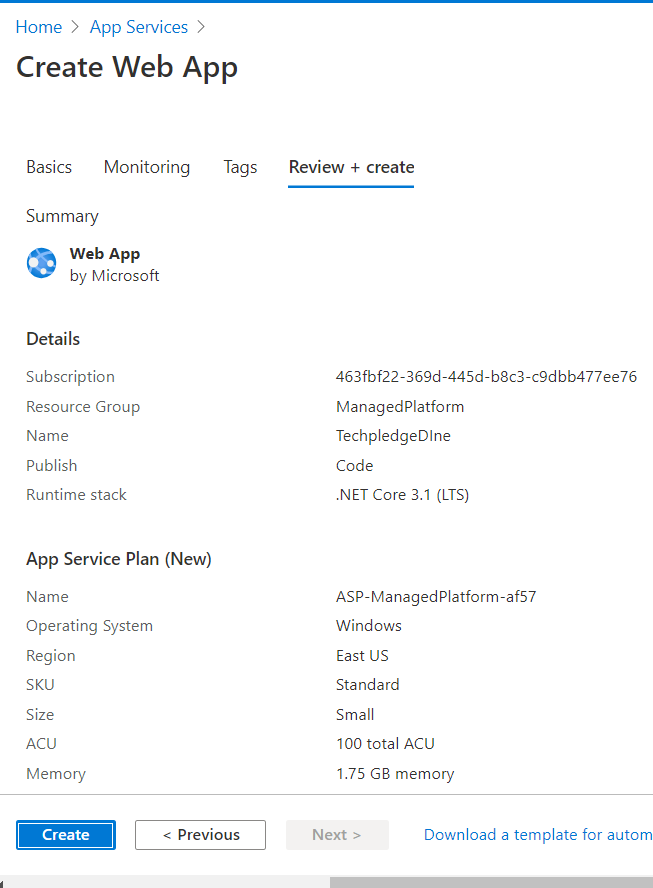 Home > App Services >
Create Web App
Basics Monitoring Tags Review + create
Summary
Web App
by Microsoft
Details
Subscription 463fbf22-369d-445d-b8c3-c9dbb477ee76
Resource Group ManagedPlatform
Name TechpledgeDIne
Publish Code
Runtime stack .NET Core 3.1 (LTS)
App Service Plan (New)
Name ASP-ManagedPlatform-af57
Operating System Windows
Region East US
SKU Standard
Size Small
ACU 100 total ACU
Memory 1.75 GB memory
Create < Previous Next > Download a template for autom